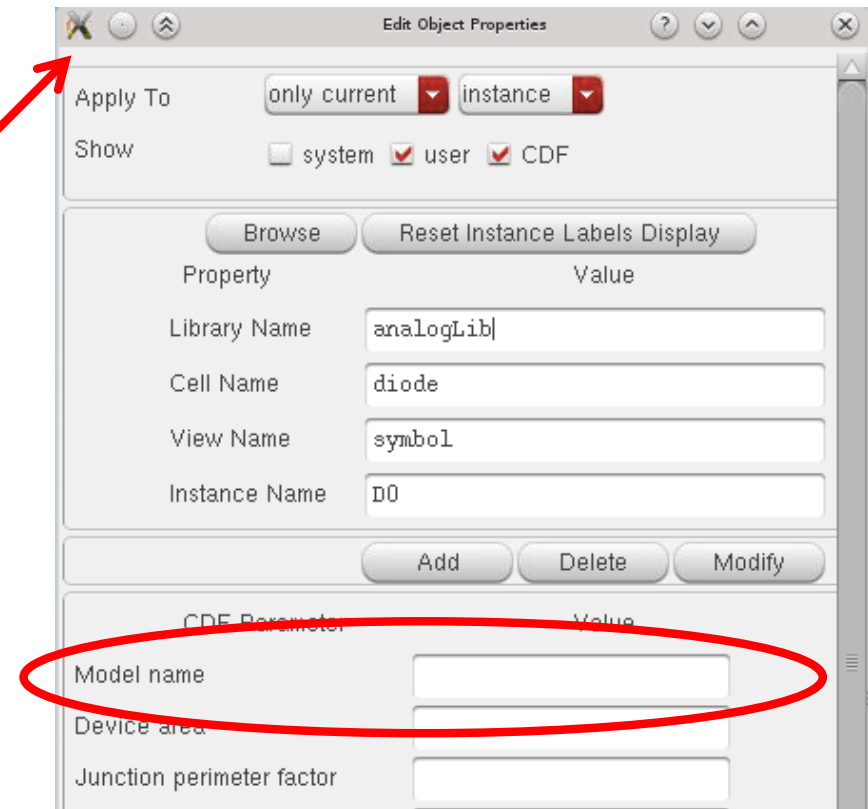 Edit Object Properties
Apply To only current instance
Show system user CDF
Browse Reset Instance Labels Display
Property Value
Library Name analogLib
Cell Name diode
View Name symbol
Instance Name D0
Add Delete Modify
CDF Parameter Value
Model name
Device area
Junction perimeter factor